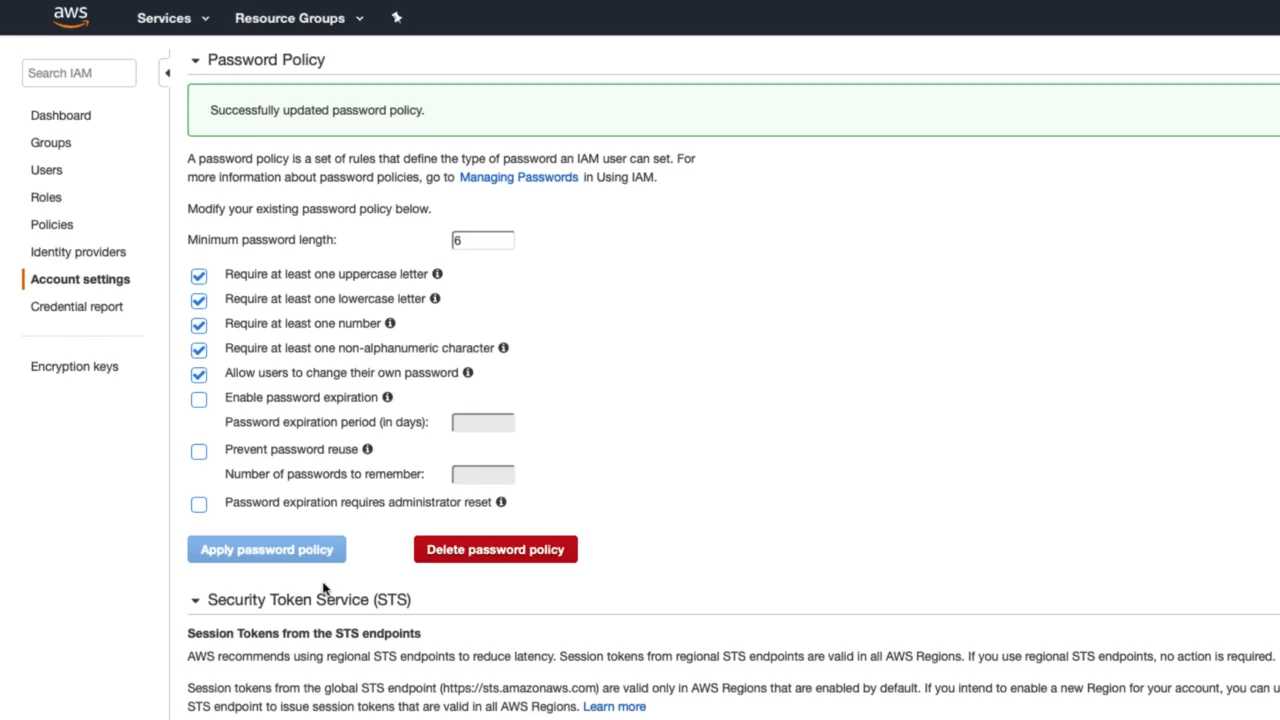 aws Services Resource Groups
Search IAM
Dashboard
Groups
Users
Roles
Policies
Identity providers
Account settings
Credential report
Encryption keys
Password Policy
Successfully updated password policy.
A password policy is a set of rules that define the type of password an IAM user can set. For
more information about password policies, go to Managing Passwords in Using IAM.
Modify your existing password policy below.
Minimum password length: 6
Require at least one uppercase letter
Require at least one lowercase letter
Require at least one number
Require at least one non-alphanumeric character
Allow users to change their own password
Enable password expiration
Password expiration period (in days):
Prevent password reuse
Number of passwords to remember:
Password expiration requires administrator reset
Apply password policy Delete password policy
Security Token Service (STS)
Session Tokens from the STS endpoints
AWS recommends using regional STS endpoints to reduce latency. Session tokens from regional STS endpoints are valid in all AWS Regions. If you use regional STS endpoints, no action is required.
Session tokens from the global STS endpoint (https://sts.amazonaws.com) are valid only in AWS Regions that are enabled by default. If you intend to enable a new Region for your account, you can u
STS endpoint to issue session tokens that are valid in all AWS Regions. Learn more